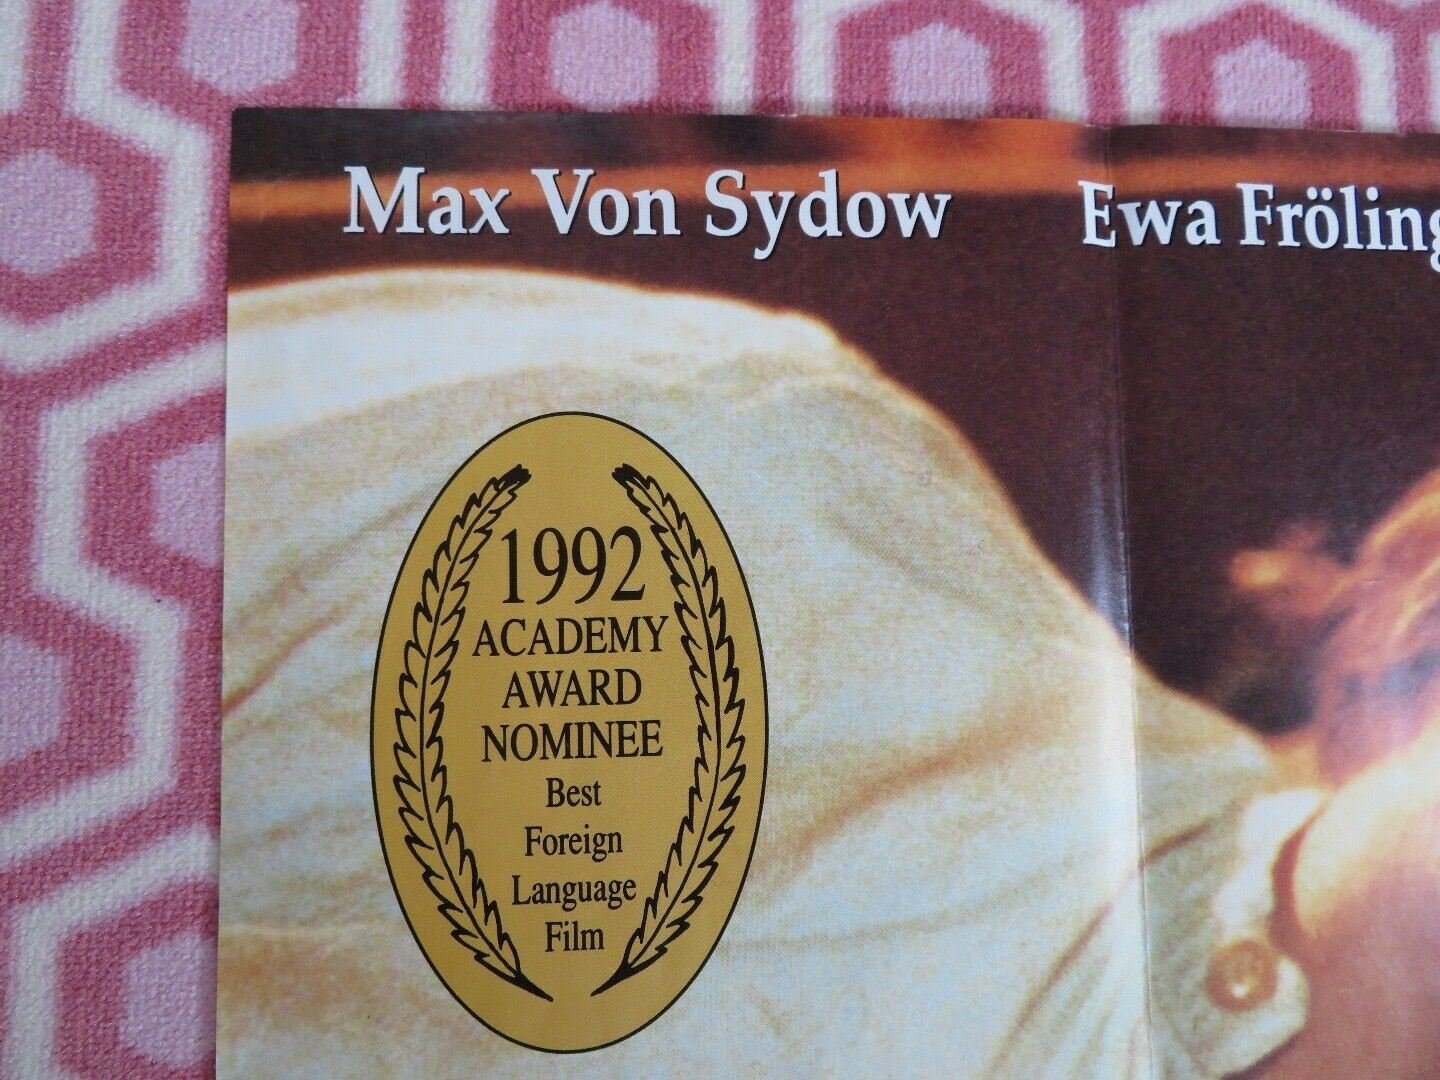 Max Von Sydow
Ewa Fröling
1992
ACADEMY
AWARD
NOMINEE
Best
Foreign
Language
Film